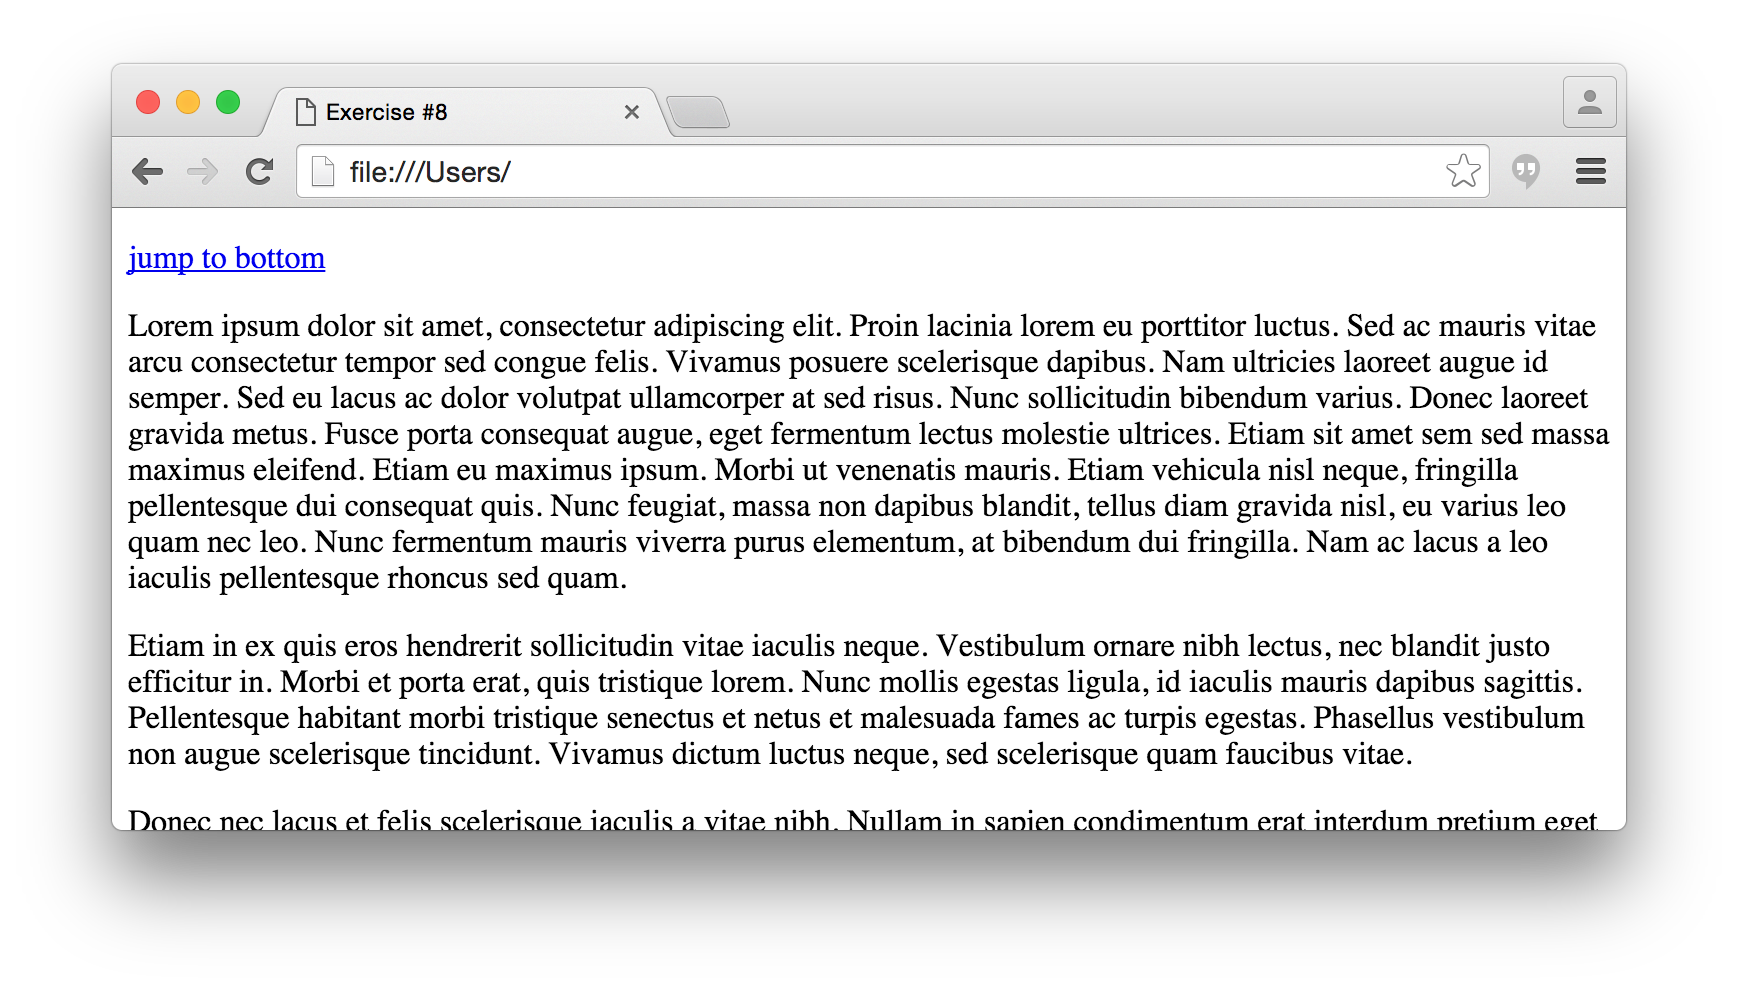 Exercise #8
file:///Users/
jump to bottom
Lorem ipsum dolor sit amet, consectetur adipiscing elit. Proin lacinia lorem eu porttitor luctus. Sed ac mauris vitae
arcu consectetur tempor sed congue felis. Vivamus posuere scelerisque dapibus. Nam ultricies laoreet augue id
semper. Sed eu lacus ac dolor volutpat ullamcorper at sed risus. Nunc sollicitudin bibendum varius. Donec laoreet
gravida metus. Fusce porta consequat augue, eget fermentum lectus molestie ultrices. Etiam sit amet sem sed massa
maximus eleifend. Etiam eu maximus ipsum. Morbi ut venenatis mauris. Etiam vehicula nisl neque, fringilla
pellentesque dui consequat quis. Nunc feugiat, massa non dapibus blandit, tellus diam gravida nisl, eu varius leo
quam nec leo. Nunc fermentum mauris viverra purus elementum, at bibendum dui fringilla. Nam ac lacus a leo
iaculis pellentesque rhoncus sed quam.
Etiam in ex quis eros hendrerit sollicitudin vitae iaculis neque. Vestibulum ornare nibh lectus, nec blandit justo
efficitur in. Morbi et porta erat, quis tristique lorem. Nunc mollis egestas ligula, id iaculis mauris dapibus sagittis.
Pellentesque habitant morbi tristique senectus et netus et malesuada fames ac turpis egestas. Phasellus vestibulum
non augue scelerisque tincidunt. Vivamus dictum luctus neque, sed scelerisque quam faucibus vitae.
Donec nec lacus et felis scelerisque iaculis a vitae nibh. Nullam in sapien condimentum erat interdum pretium eget